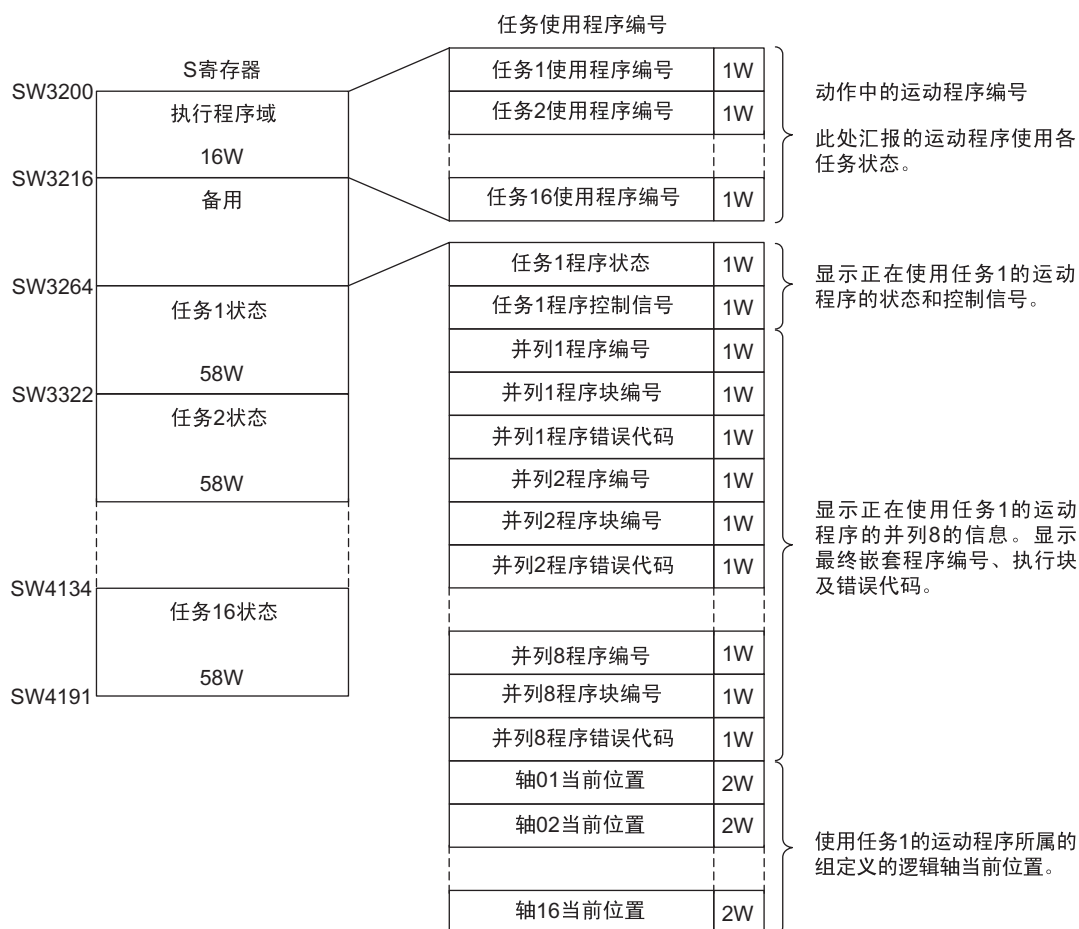 任务使用程序编号
S寄存器
SW3200
执行程序域
16W
SW3216
备用
SW3264
任务1状态
58W
SW3322
任务2状态
58W
SW4134
任务16状态
58W
SW4191
任务1使用程序编号 1W
任务2使用程序编号 1W
任务16使用程序编号 1W
动作中的运动程序编号
此处汇报的运动程序使用各
任务状态。
任务1程序状态 1W
任务1程序控制信号 1W
显示正在使用任务1的运动
程序的状态和控制信号。
并列1程序编号 1W
并列1程序块编号 1W
并列1程序错误代码 1W
并列2程序编号 1W
并列2程序块编号 1W
并列2程序错误代码 1W
并列8程序编号 1W
并列8程序块编号 1W
并列8程序错误代码 1W
显示正在使用任务1的运动
程序的并列8的信息。显示
最终嵌套程序编号、执行块
及错误代码。
轴01当前位置 2W
轴02当前位置 2W
轴16当前位置 2W
使用任务1的运动程序所属的
组定义的逻辑轴当前位置。